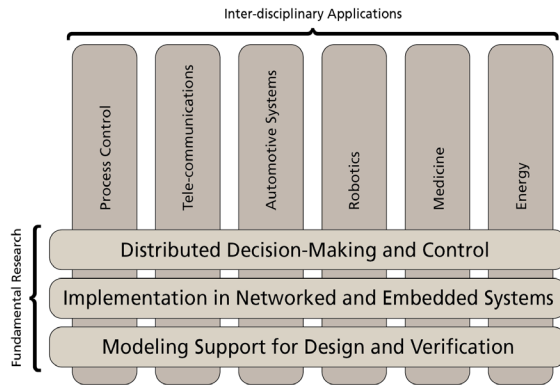 Inter-disciplinary Applications
Process Control
Tele-communications
Automotive Systems
Robotics
Medicine
Energy
Fundamental Research
Distributed Decision-Making and Control
Implementation in Networked and Embedded Systems
Modeling Support for Design and Verification